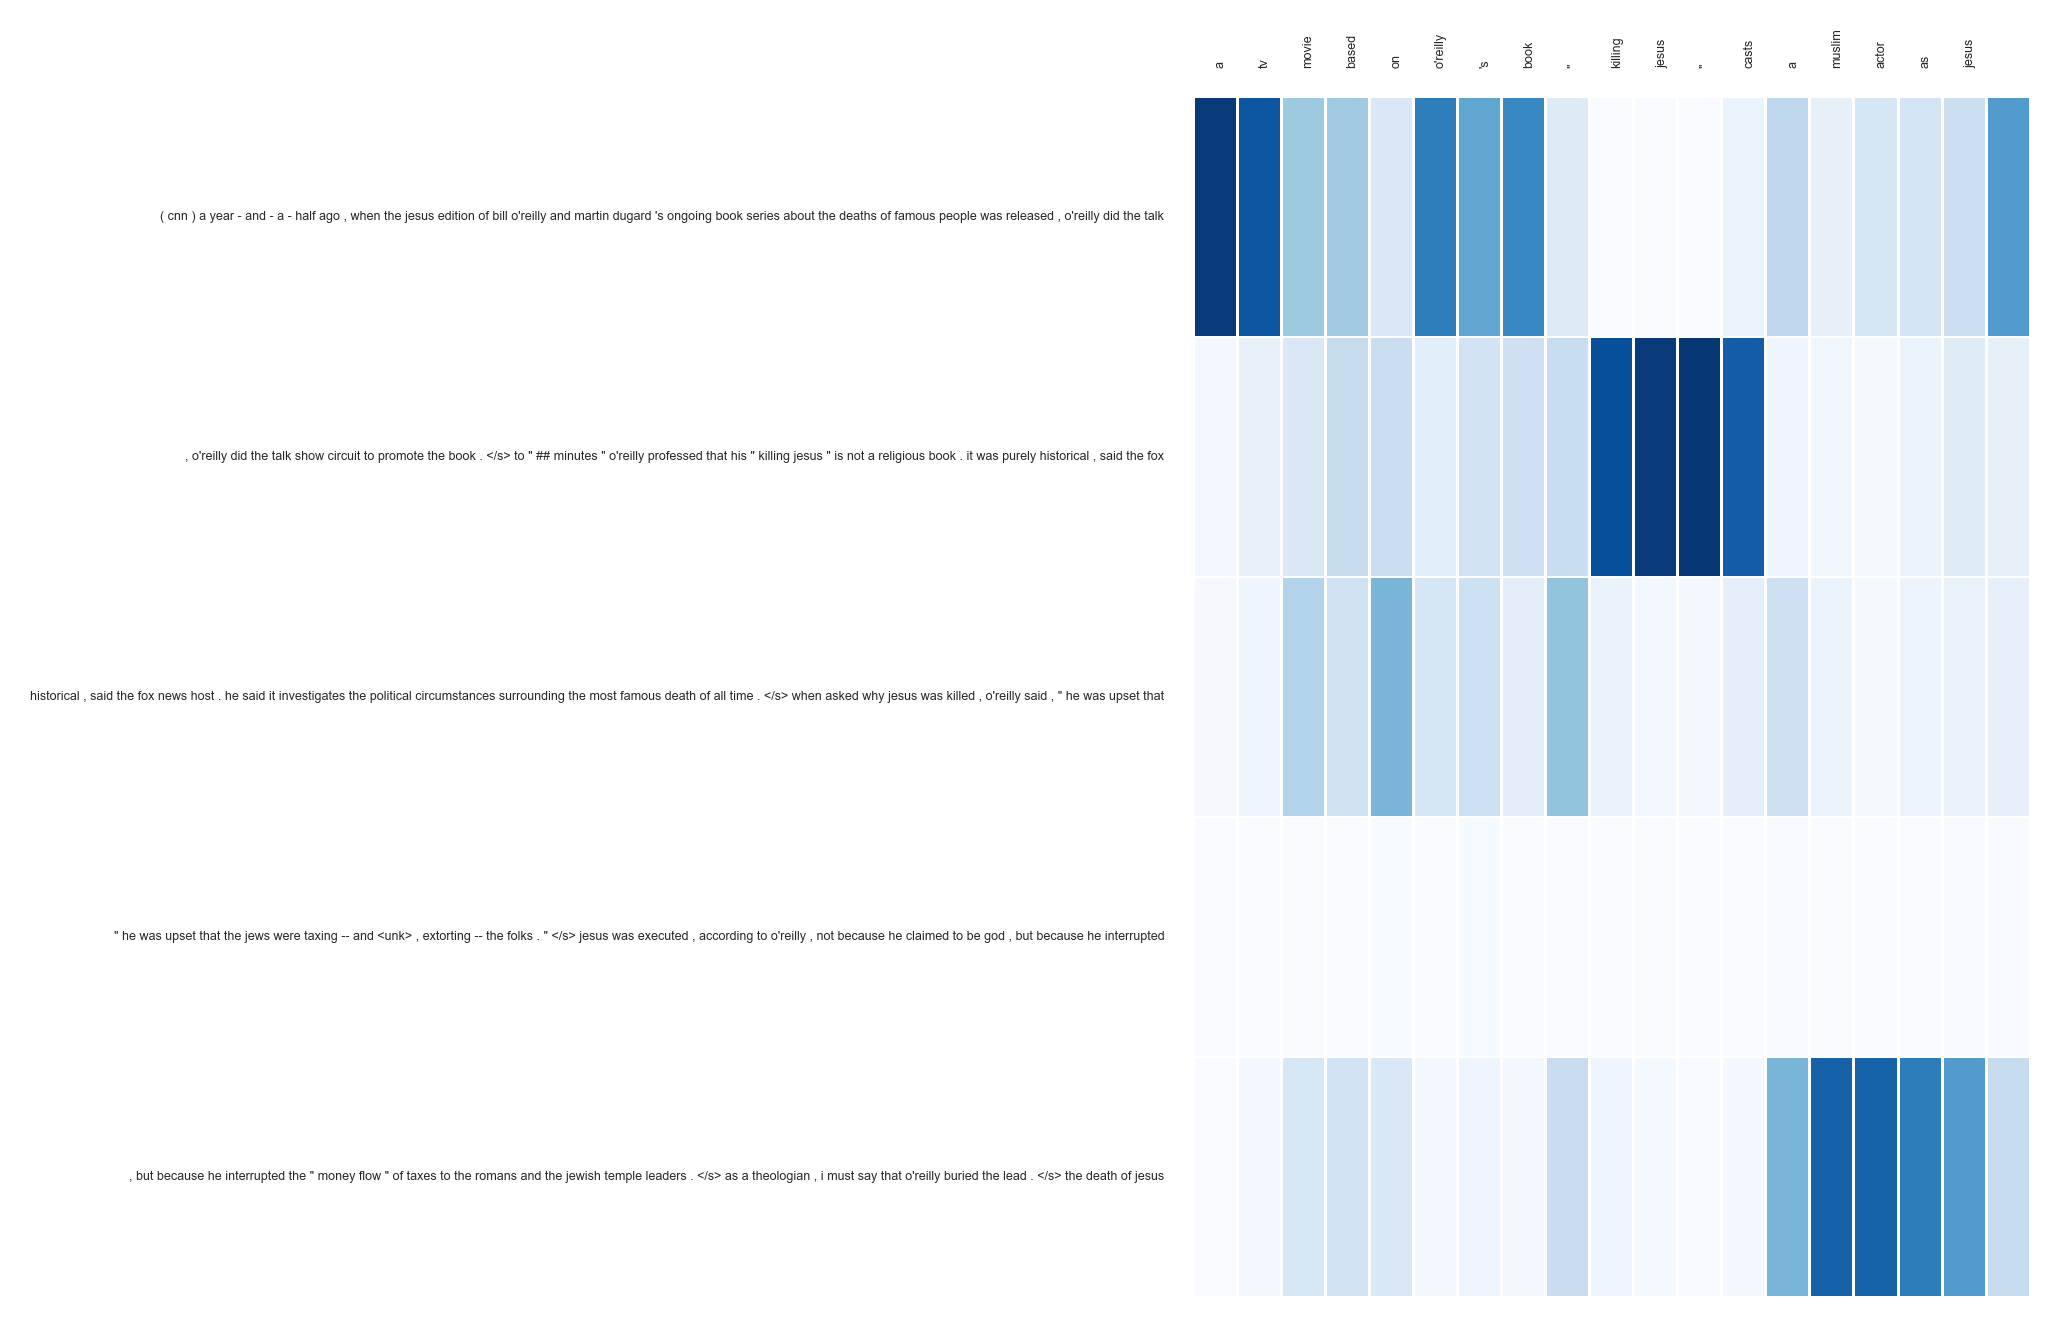 a tv movie based on o'reilly 's book " killing jesus " casts a muslim actor as jesus
( cnn ) a year - and - a - half ago , when the jesus edition of bill o'reilly and martin dugard 's ongoing book series about the deaths of famous people was released , o'reilly did the talk
, o'reilly did the talk show circuit to promote the book . </s> to " ## minutes " o'reilly professed that his " killing jesus " is not a religious book . it was purely historical , said the fox
historical , said the fox news host . he said it investigates the political circumstances surrounding the most famous death of all time . </s> when asked why jesus was killed , o'reilly said , " he was upset that
" he was upset that the jews were taxing -- and <unk> , extorting -- the folks . " </s> jesus was executed , according to o'reilly , not because he claimed to be god , but because he interrupted
, but because he interrupted the " money flow " of taxes to the romans and the jewish temple leaders . </s> as a theologian , i must say that o'reilly buried the lead . </s> the death of jesus